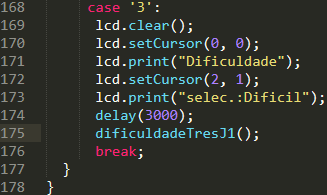 168 case '3':
169 lcd.clear();
170 lcd.setCursor(0, 0);
171 lcd.print("Dificuldade");
172 lcd.setCursor(2, 1);
173 lcd.print("selec.:Dificil");
174 delay(3000);
175 dificuldadeTresJ1();
176 break;
177 }
178 }